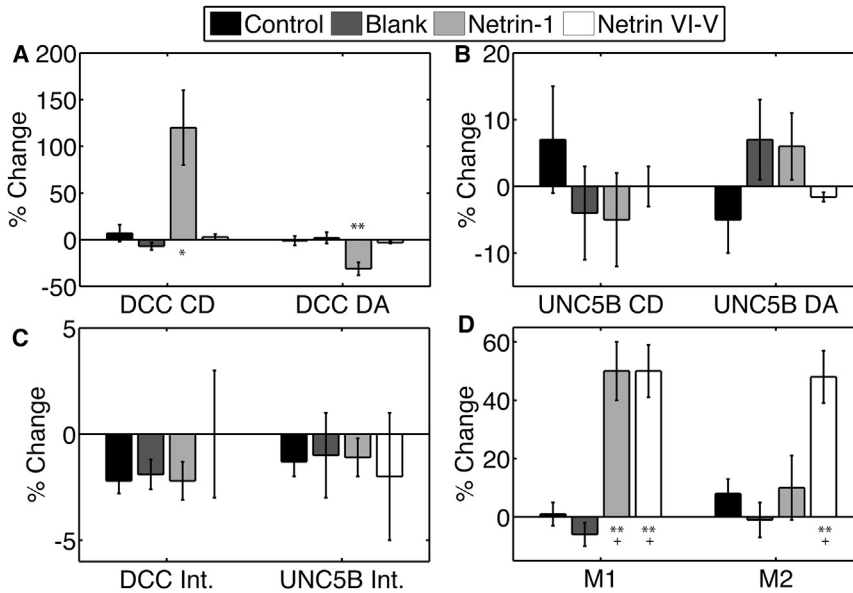 Control Blank Netrin-1 Netrin VI-V
A
200
150
100
50
0
-50
% Change
*
**
DCC CD DCC DA
B
20
10
0
-10
% Change
UNC5B CD UNC5B DA
C
5
0
-5
% Change
DCC Int. UNC5B Int.
D
60
40
20
0
% Change
** ** **
+ + +
M1 M2